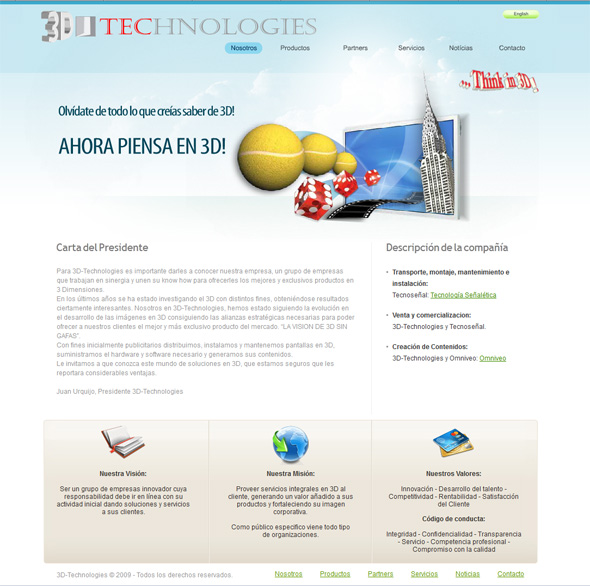 3D TECHNOLOGIES
English
Nosotros Productos Partners Servicios Noticias Contacto
... Think in 3D !
Olvídate de todo lo que creías saber de 3D!
AHORA PIENSA EN 3D!
Carta del Presidente
Para 3D-Technologies es importante darles a conocer nuestra empresa, un grupo de empresas
que trabajan en sinergia y unen su know how para ofrecerles los mejores y exclusivos productos en
3 Dimensiones.
En los últimos años se ha estado investigando el 3D con distintos fines, obteniéndose resultados
ciertamente interesantes. Nosotros en 3D-Technologies, hemos estado siguiendo la evolución en
el desarrollo de las imágenes en 3D consiguiendo las alianzas estratégicas necesarias para poder
ofrecer a nuestros clientes el mejor y más exclusivo producto del mercado. "LA VISION DE 3D SIN
GAFAS".
Con fines inicialmente publicitarios distribuimos, instalamos y mantenemos pantallas en 3D,
suministramos el hardware y software necesario y generamos sus contenidos.
Le invitamos a que conozca este mundo de soluciones en 3D, que estamos seguros que les
reportara considerables ventajas.
Juan Urquijo, Presidente 3D-Technologies
Descripción de la compañía
Transporte, montaje, mantenimiento e
instalación:
Tecnoseñal: Tecnología Señalética
Venta y comercializacion:
3D-Technologies y Tecnoseñal.
Creación de Contenidos:
3D-Technologies y Omniveo: Omniveo
Nuestra Visión:
Ser un grupo de empresas innovador cuya
responsabilidad debe ir en línea con su
actividad inicial dando soluciones y servicios
a sus clientes.
Nuestra Misión:
Proveer servicios integrales en 3D al
cliente, generando un valor añadido a sus
productos y fortaleciendo su imagen
corporativa.
Como público especifico viene todo tipo
de organizaciones.
Nuestros Valores:
Innovación - Desarrollo del talento -
Competitividad - Rentabilidad - Satisfacción
del Cliente
Código de conducta:
Integridad - Confidencialidad - Transparencia
- Servicio - Competencia profesional -
Compromiso con la calidad
3D-Technologies © 2009 - Todos los derechos reservados.
Nosotros Productos Partners Servicios Noticias Contacto